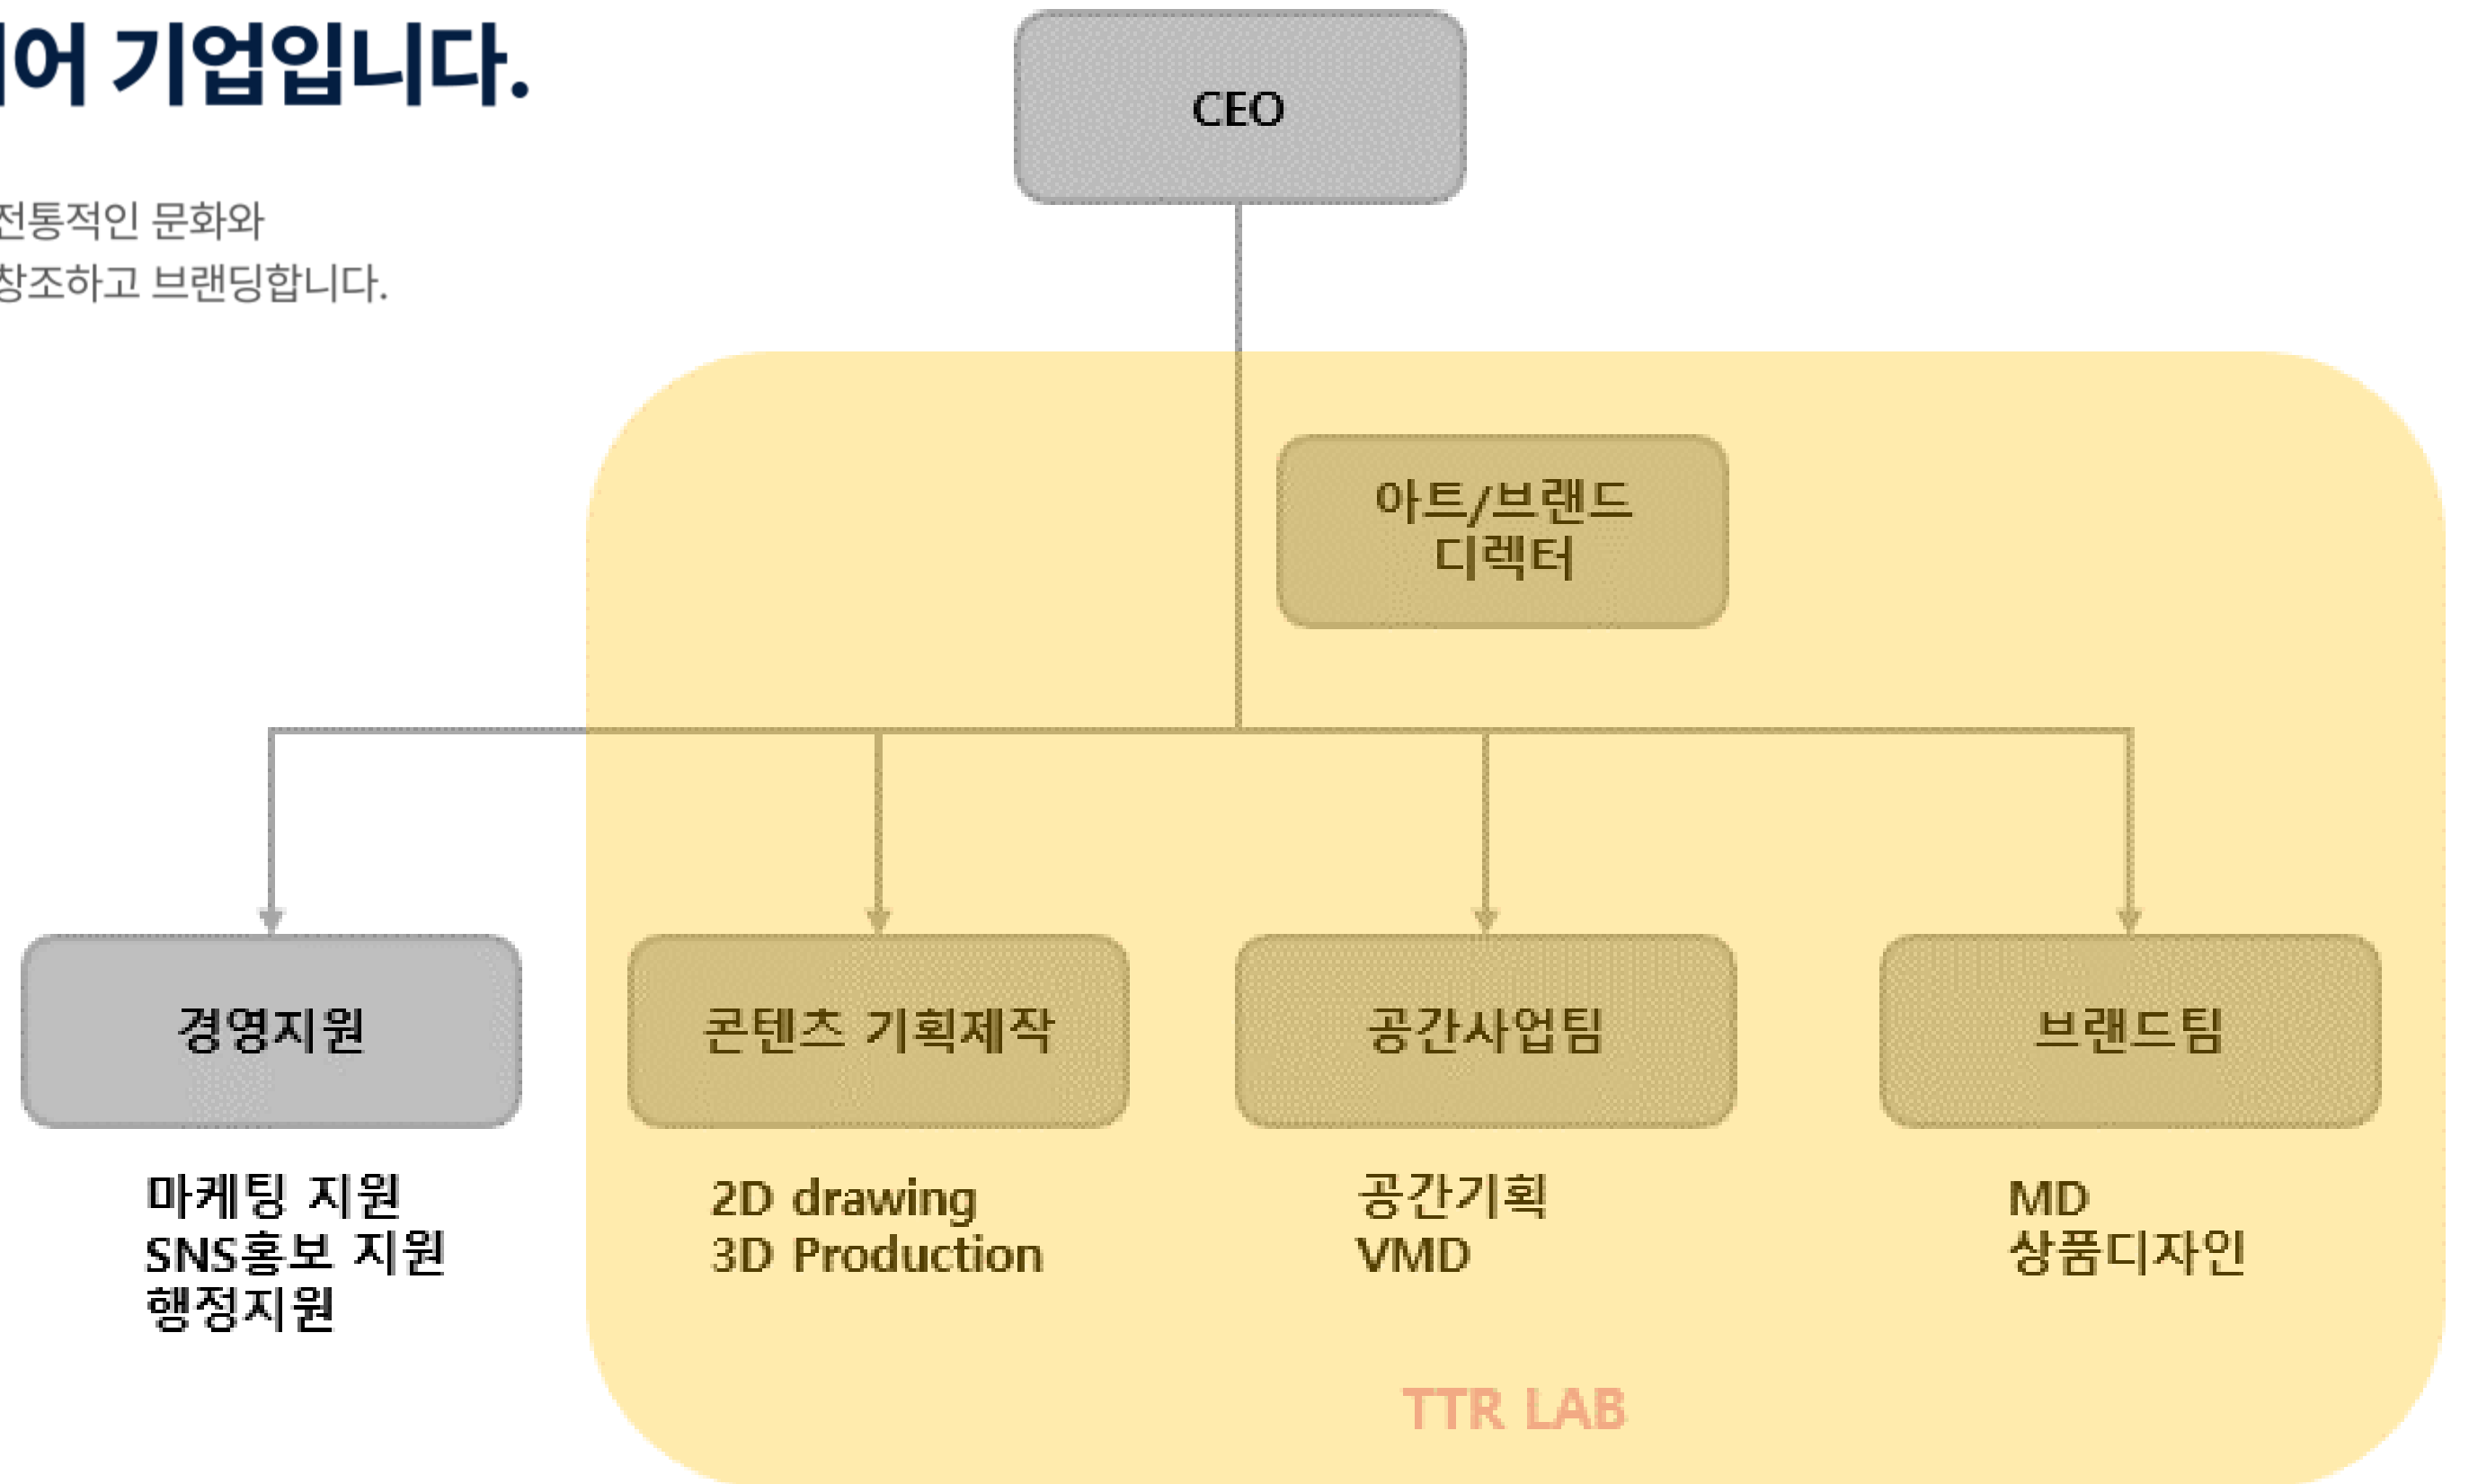 기업입니다.
전통적인 문화와
창조하고 브랜딩합니다.
CEO
아트/브랜드
디렉터
경영지원
마케팅 지원
SNS홍보 지원
행정지원
콘텐츠 기획제작
2D drawing
3D Production
공간사업팀
공간기획
VMD
브랜드팀
MD
상품디자인
TTR LAB